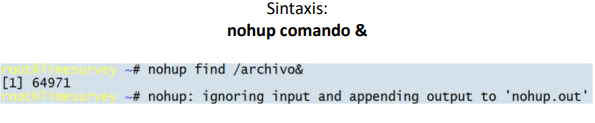 Sintaxis:
nohup comando &
root@limesurvey ~# nohup find /archivo&
[1] 64971
root@limesurvey ~# nohup: ignoring input and appending output to 'nohup.out'